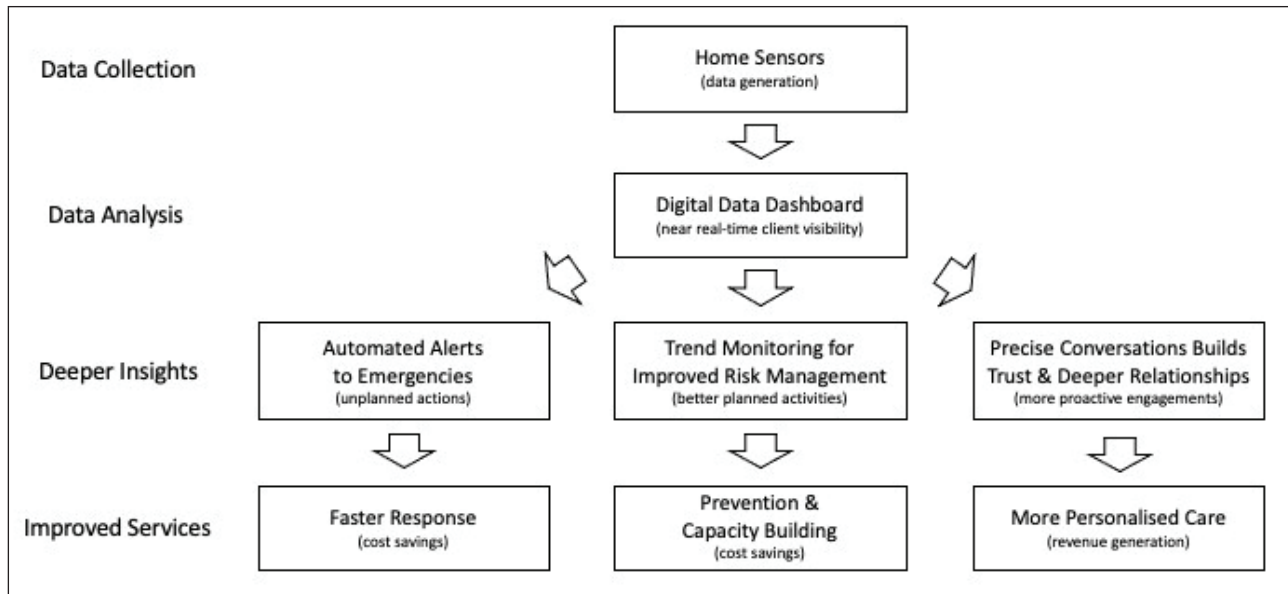 Data Collection
Home Sensors
(data generation)
Data Analysis
Digital Data Dashboard
(near real-time client visibility)
Deeper Insights
Automated Alerts
to Emergencies
(unplanned actions)
Trend Monitoring for
Improved Risk Management
(better planned activities)
Precise Conversations Builds
Trust & Deeper Relationships
(more proactive engagements)
Improved Services
Faster Response
(cost savings)
Prevention &
Capacity Building
(cost savings)
More Personalised Care
(revenue generation)